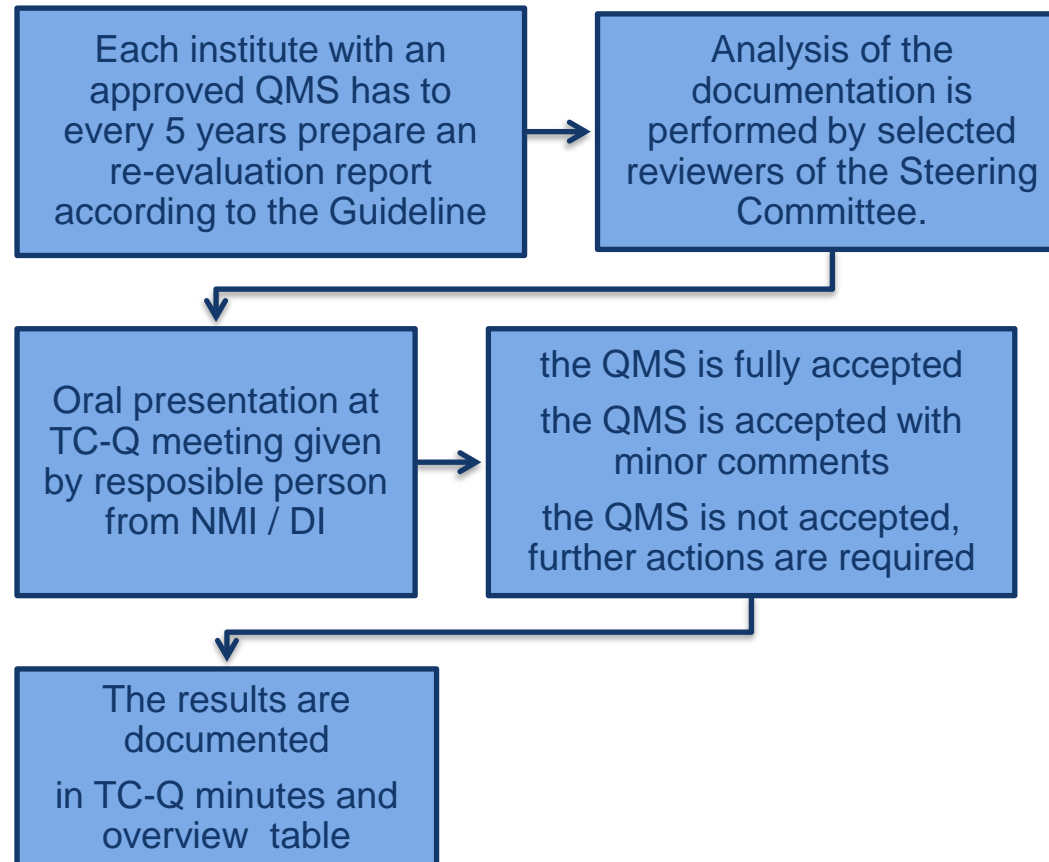 Each institute with an
approved QMS has to
every 5 years prepare an
re-evaluation report
according to the Guideline
Analysis of the
documentation is
performed by selected
reviewers of the Steering
Committee.
Oral presentation at
TC-Q meeting given
by resposible person
from NMI / DI
the QMS is fully accepted
the QMS is accepted with
minor comments
the QMS is not accepted,
further actions are required
The results are
documented
in TC-Q minutes and
overview table